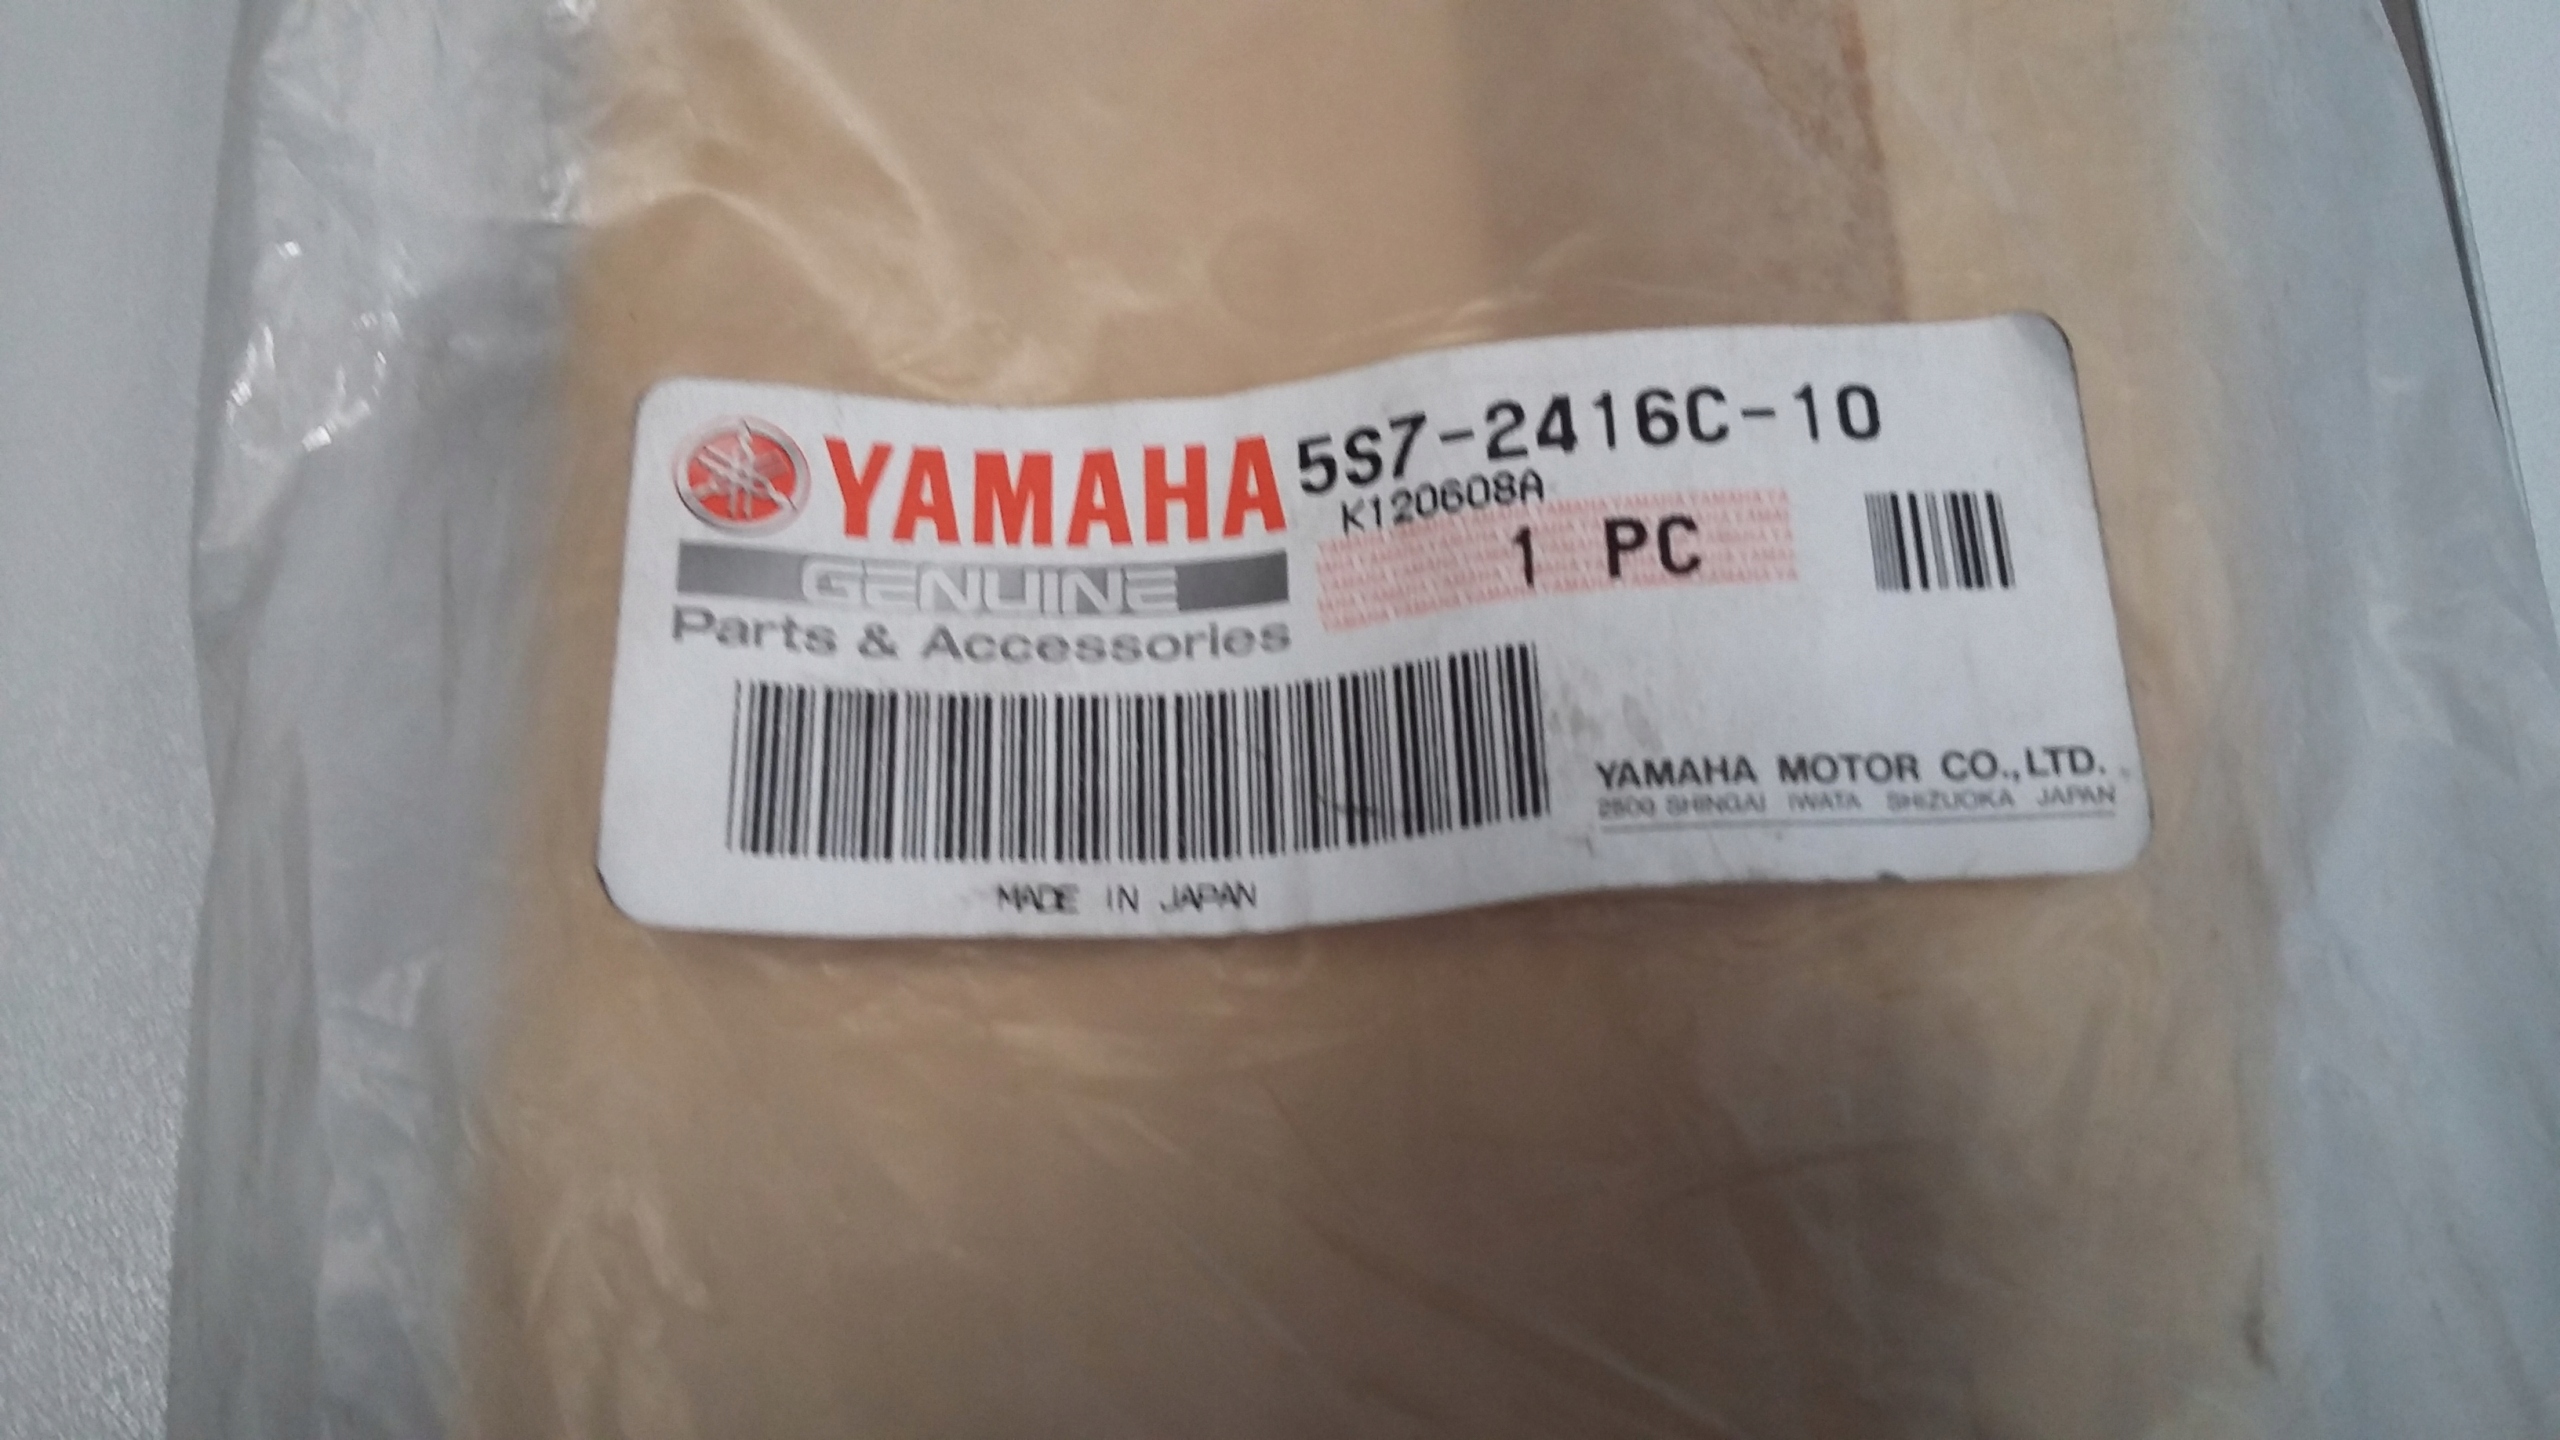 YAMAHA
GENUINE
Parts & Accessories
5S7-2416C-10
K120608A
1 PC
MADE IN JAPAN
YAMAHA MOTOR CO.,LTD.
2500 SHINGAI IWATA SHIZUOKA JAPAN